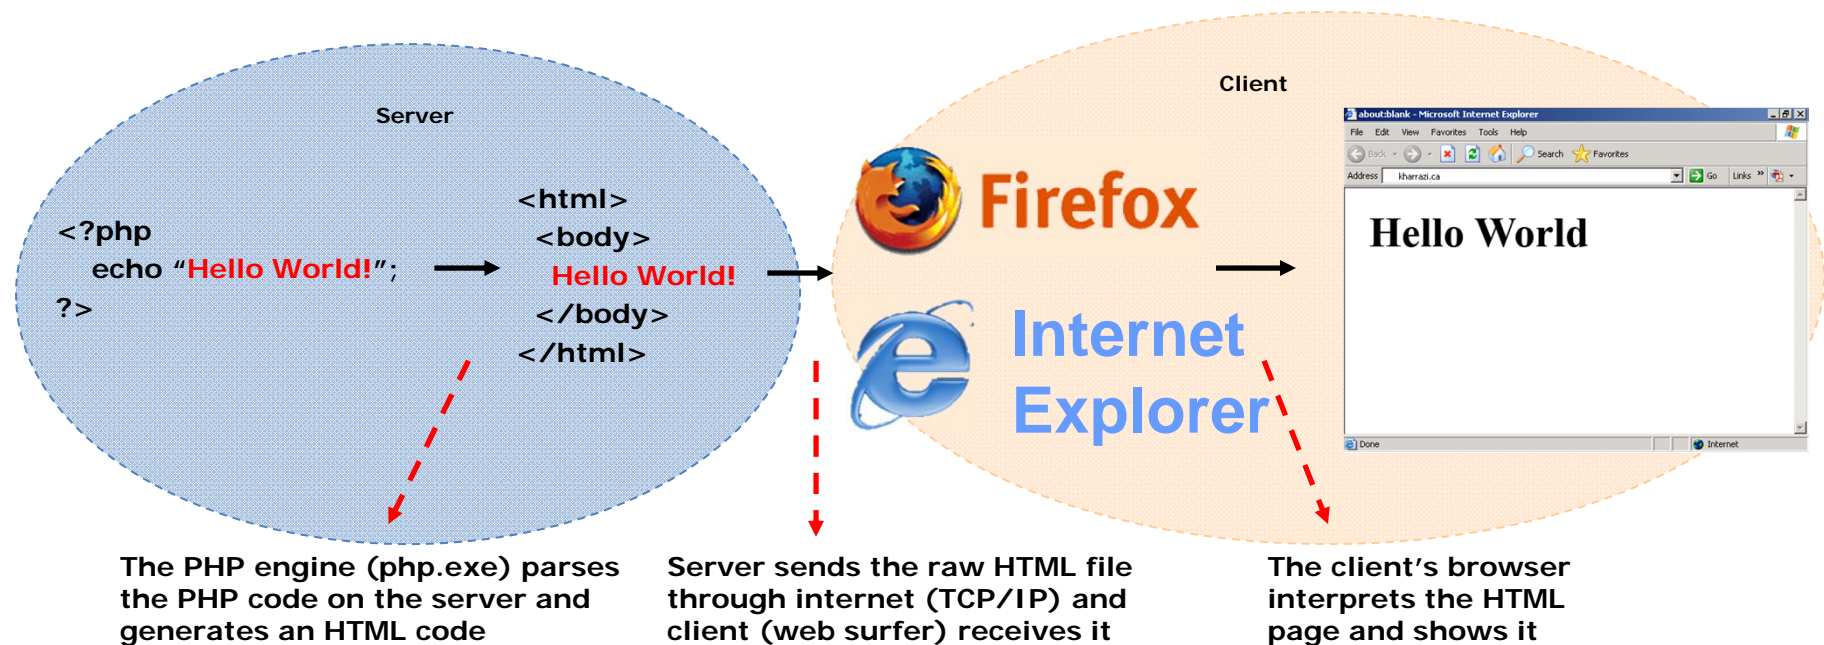 Server
<?php
echo “Hello World!”;
?>
<html>
<body>
Hello World!
</body>
</html>
Client
Firefox
Internet
Explorer
about:blank - Microsoft Internet Explorer
File Edit View Favorites Tools Help
Back Search Favorites
Address kharrazi.ca Go Links »
Hello World
Done Internet
The PHP engine (php.exe) parses
the PHP code on the server and
generates an HTML code
Server sends the raw HTML file
through internet (TCP/IP) and
client (web surfer) receives it
The client’s browser
interprets the HTML
page and shows it